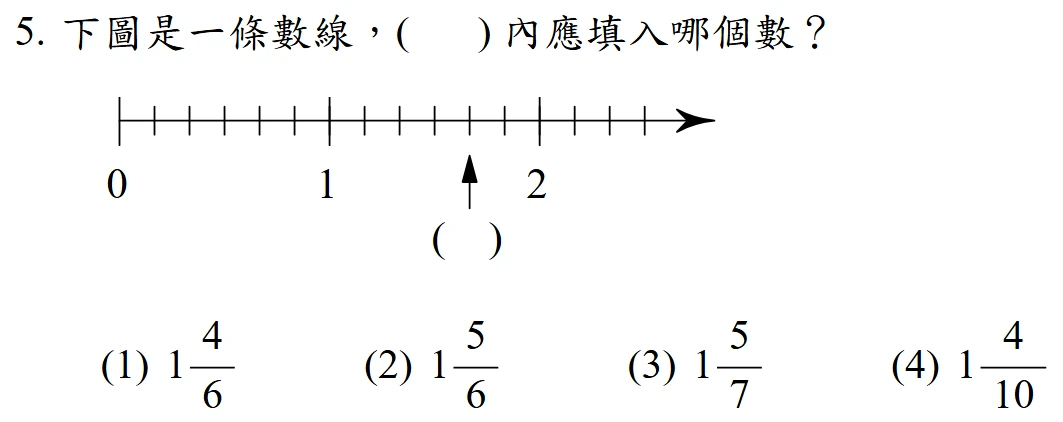 5. 下圖是一條數線，(　　) 內應填入哪個數？
0 1 2
(　)
(1) 1 4/6 (2) 1 5/6 (3) 1 5/7 (4) 1 4/10